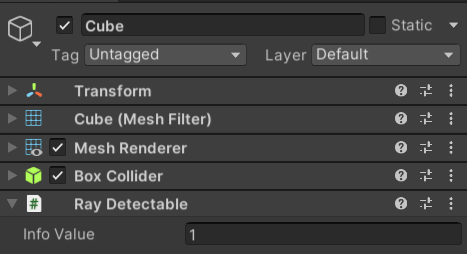 Cube Static
Tag Untagged Layer Default
Transform
Cube (Mesh Filter)
Mesh Renderer
Box Collider
# Ray Detectable
Info Value 1